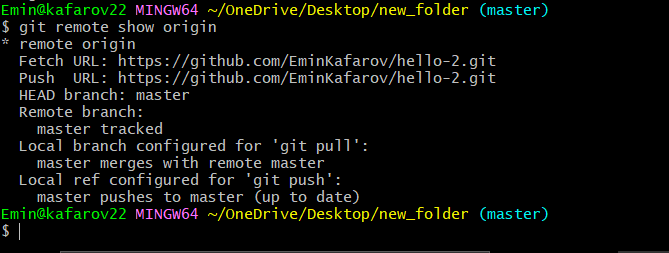 Emin@kafarov22 MINGW64 ~/OneDrive/Desktop/new_folder (master)
$ git remote show origin
* remote origin
  Fetch URL: https://github.com/EminKafarov/hello-2.git
  Push  URL: https://github.com/EminKafarov/hello-2.git
  HEAD branch: master
  Remote branch:
    master tracked
  Local branch configured for 'git pull':
    master merges with remote master
  Local ref configured for 'git push':
    master pushes to master (up to date)
Emin@kafarov22 MINGW64 ~/OneDrive/Desktop/new_folder (master)
$